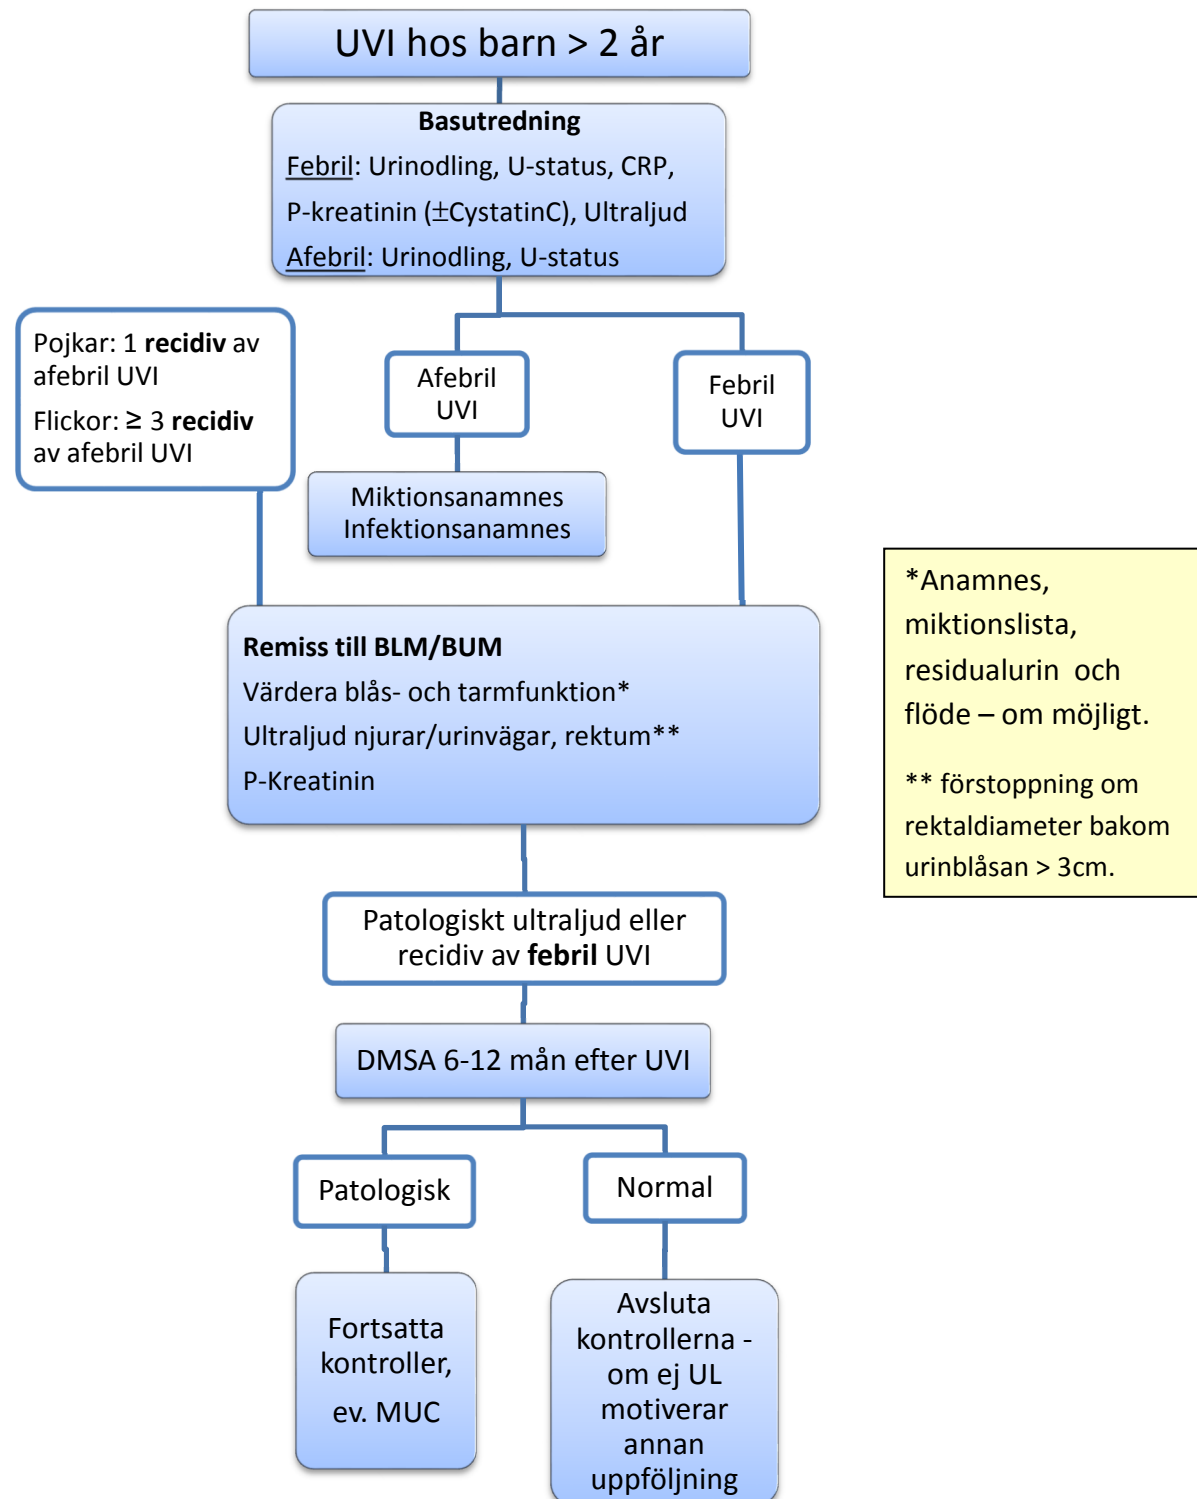 UVI hos barn > 2 år
Basutredning
Febril: Urinodling, U-status, CRP,
P-kreatinin (±CystatinC), Ultraljud
Afebril: Urinodling, U-status
Pojkar: 1 recidiv av
afebril UVI
Flickor: ≥ 3 recidiv
av afebril UVI
Afebril
UVI
Febril
UVI
Miktionsanamnes
Infektionsanamnes
Remiss till BLM/BUM
Värdera blås- och tarmfunktion*
Ultraljud njurar/urinvägar, rektum**
P-Kreatinin
*Anamnes,
miktionslista,
residualurin och
flöde – om möjligt.
** förstoppning om
rektaldiameter bakom
urinblåsan > 3cm.
Patologiskt ultraljud eller
recidiv av febril UVI
DMSA 6-12 mån efter UVI
Patologisk
Normal
Fortsatta
kontroller,
ev. MUC
Avsluta
kontrollerna -
om ej UL
motiverar
annan
uppföljning